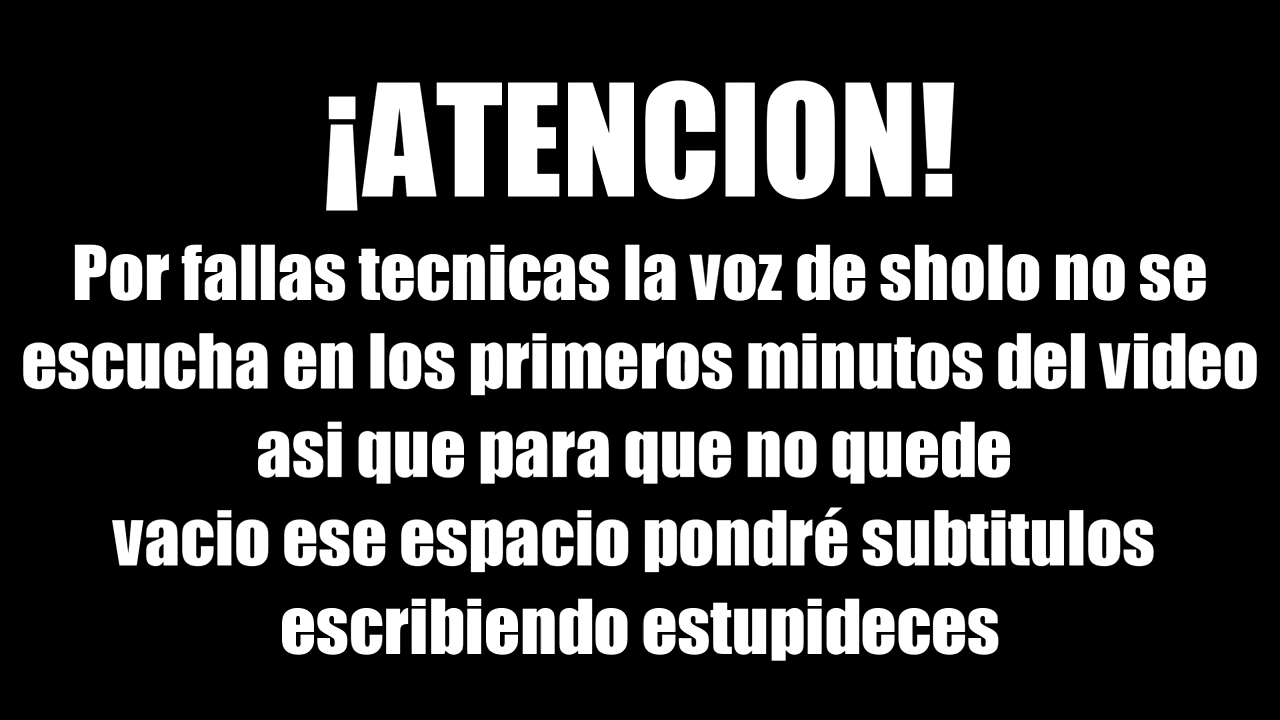 ¡ATENCION!
Por fallas tecnicas la voz de sholo no se
escucha en los primeros minutos del video
asi que para que no quede
vacio ese espacio pondré subtitulos
escribiendo estupideces